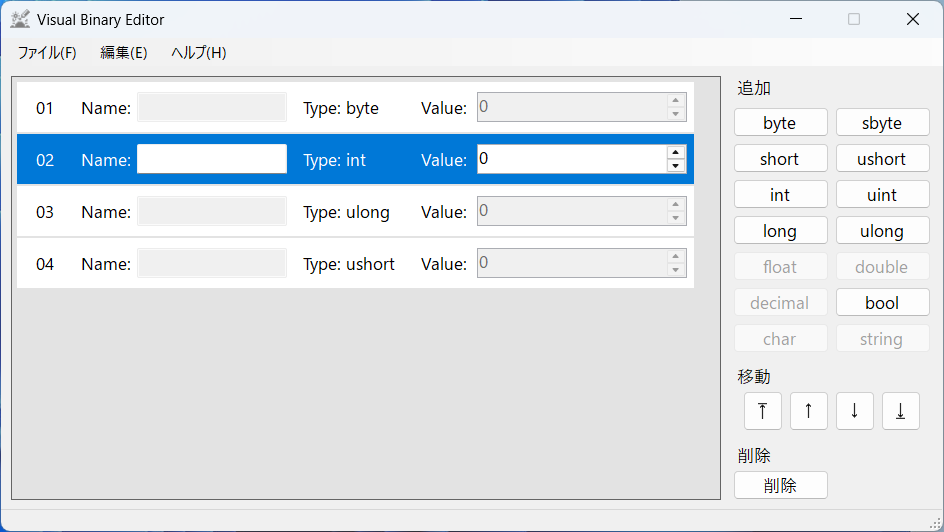 Visual Binary Editor
ファイル(F) 編集(E) ヘルプ(H)
01 Name: Type: byte Value: 0
02 Name: Type: int Value: 0
03 Name: Type: ulong Value: 0
04 Name: Type: ushort Value: 0
追加
byte sbyte
short ushort
int uint
long ulong
float double
decimal bool
char string
移動
削除
削除